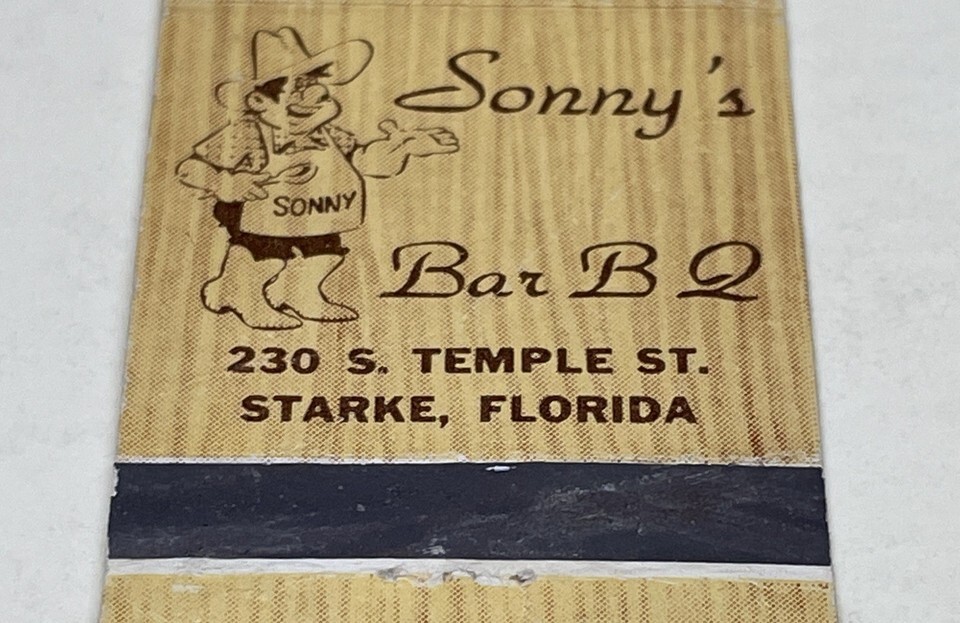 Sonny's
SONNY
Bar B Q
230 S. TEMPLE ST.
STARKE, FLORIDA